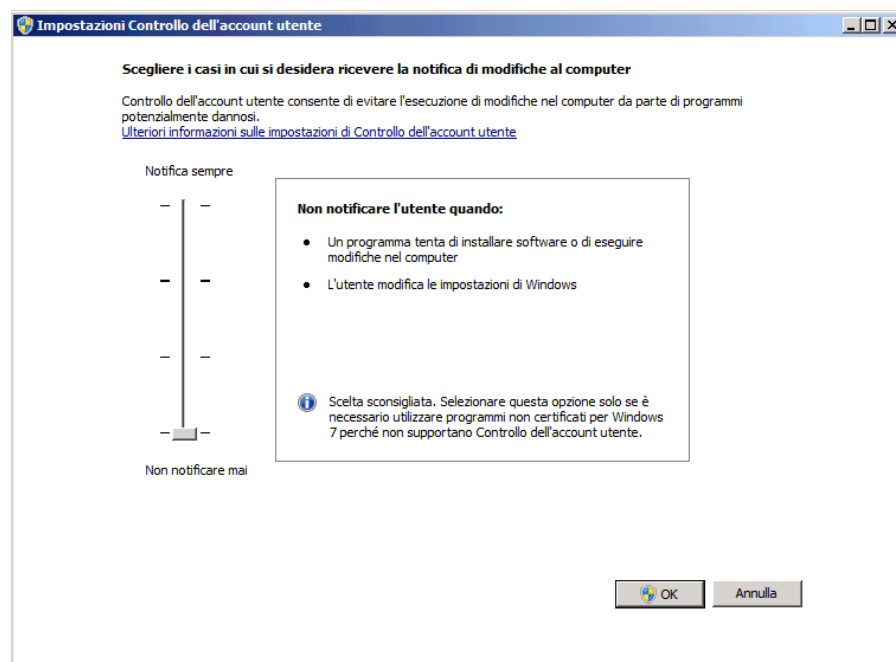 Impostazioni Controllo dell'account utente
Scegliere i casi in cui si desidera ricevere la notifica di modifiche al computer
Controllo dell'account utente consente di evitare l'esecuzione di modifiche nel computer da parte di programmi
potenzialmente dannosi.
Ulteriori informazioni sulle impostazioni di Controllo dell'account utente
Notifica sempre
Non notificare l'utente quando:
• Un programma tenta di installare software o di eseguire
modifiche nel computer
• L'utente modifica le impostazioni di Windows
Scelta sconsigliata. Selezionare questa opzione solo se è
necessario utilizzare programmi non certificati per Windows
7 perché non supportano Controllo dell'account utente.
Non notificare mai
OK
Annulla